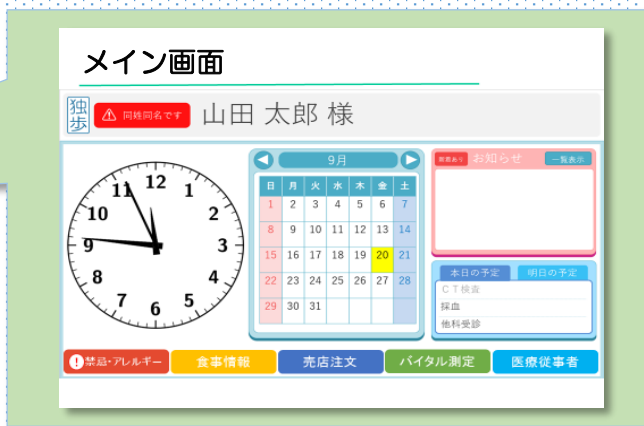 メイン画面
独歩
同姓同名です
山田 太郎 様
12
1
2
3
4
5
6
7
8
9
10
11
9月
日 月 火 水 木 金 土
1 2 3 4 5 6 7
8 9 10 11 12 13 14
15 16 17 18 19 20 21
22 23 24 25 26 27 28
29 30 31
お知らせ 一覧表示
本日の予定 明日の予定
CT検査
採血
他科受診
禁忌・アレルギー 食事情報 売店注文 バイタル測定 医療従事者